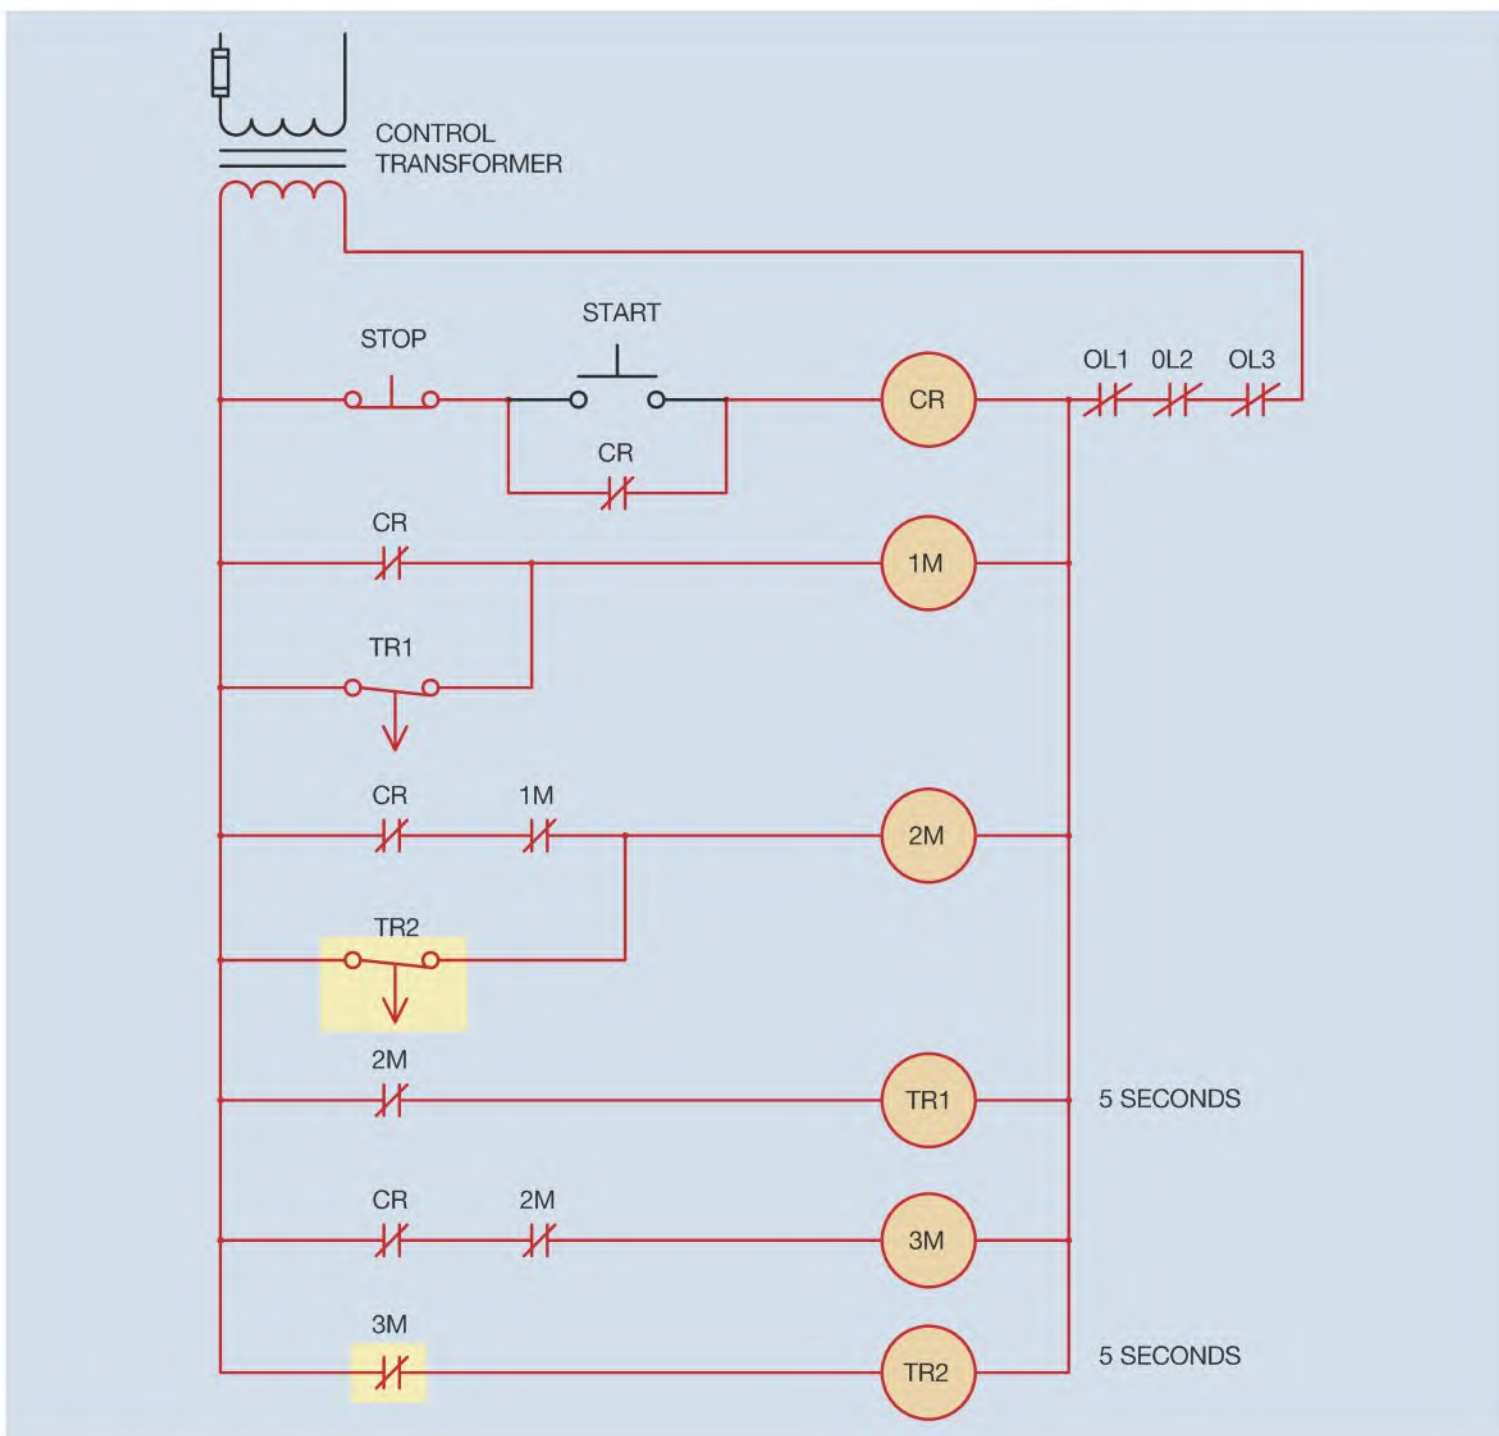 CONTROL
TRANSFORMER
START
STOP
OL1 0L2 OL3
CR
CR
CR
1M
TR1
CR 1M
2M
TR2
2M
TR1 5 SECONDS
CR 2M
3M
3M
5 SECONDS
TR2